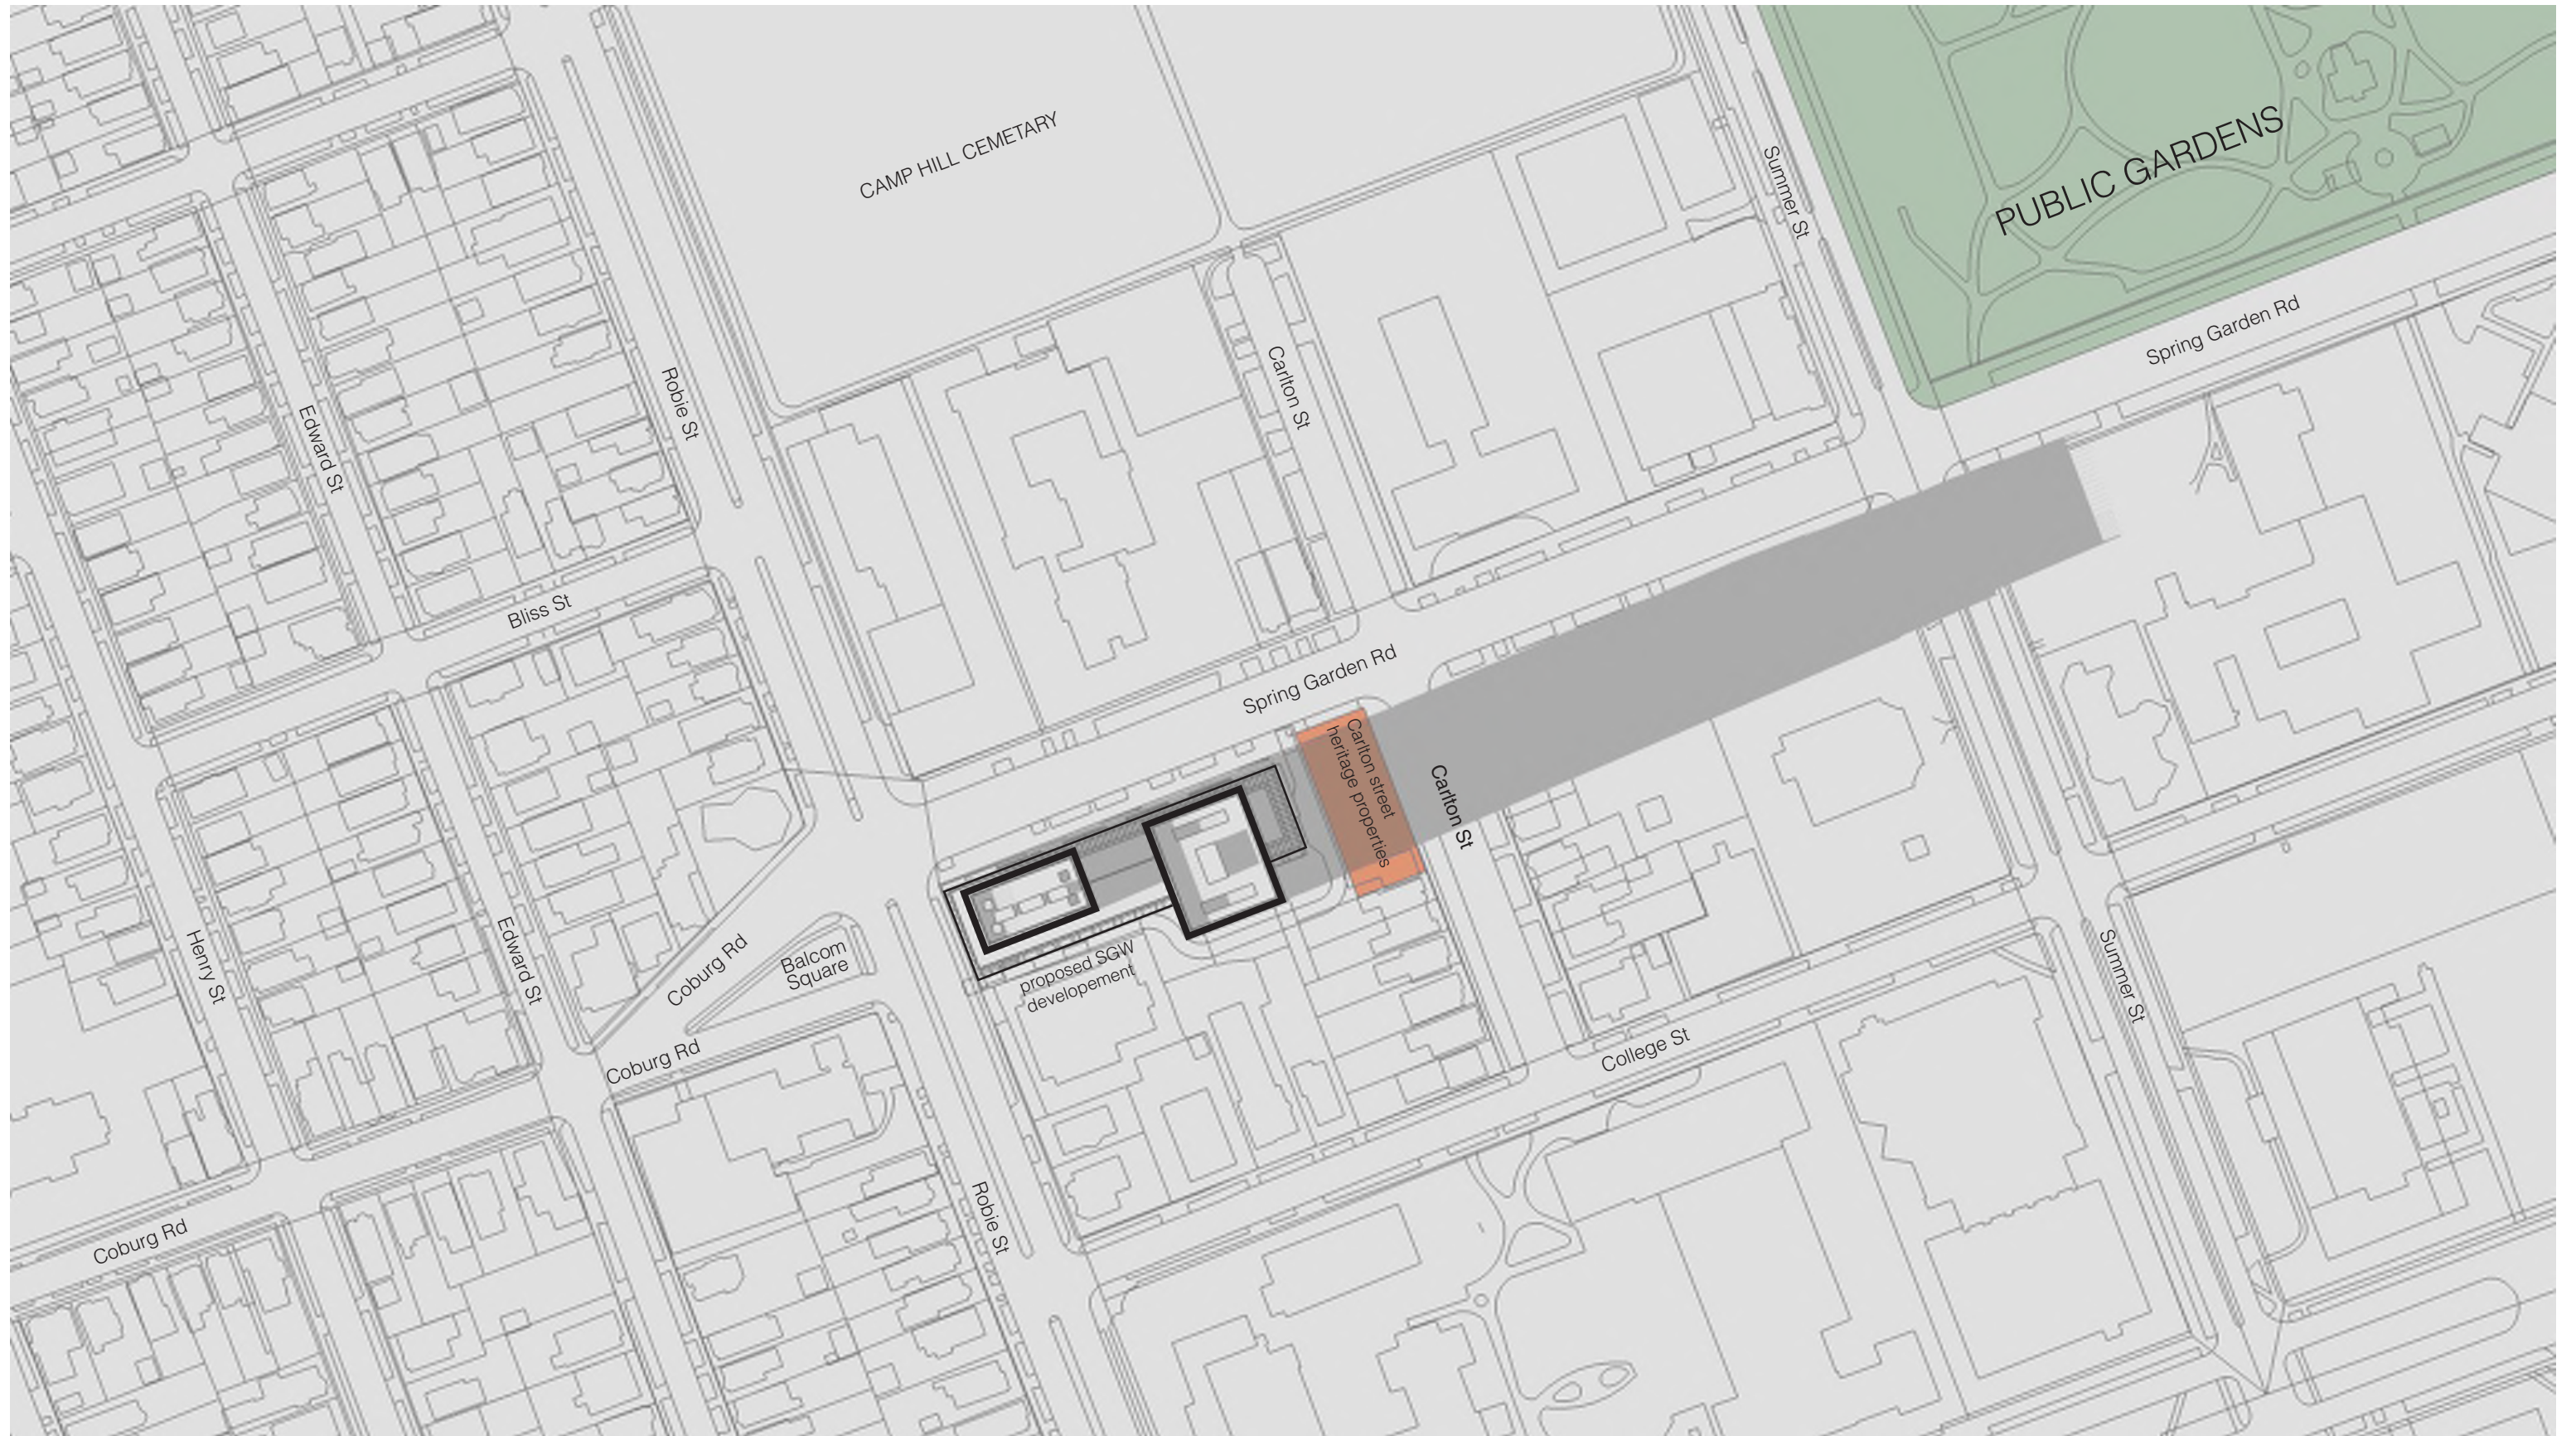 CAMP HILL CEMETARY
PUBLIC GARDENS
Summer St
Spring Garden Rd
Robie St
Carlton St
Edward St
Bliss St
Spring Garden Rd
Carlton street
heritage properties
Carlton St
Henry St
Edward St
Coburg Rd
Balcom
Square
proposed SGW
developement
Summer St
Coburg Rd
College St
Robie St
Coburg Rd